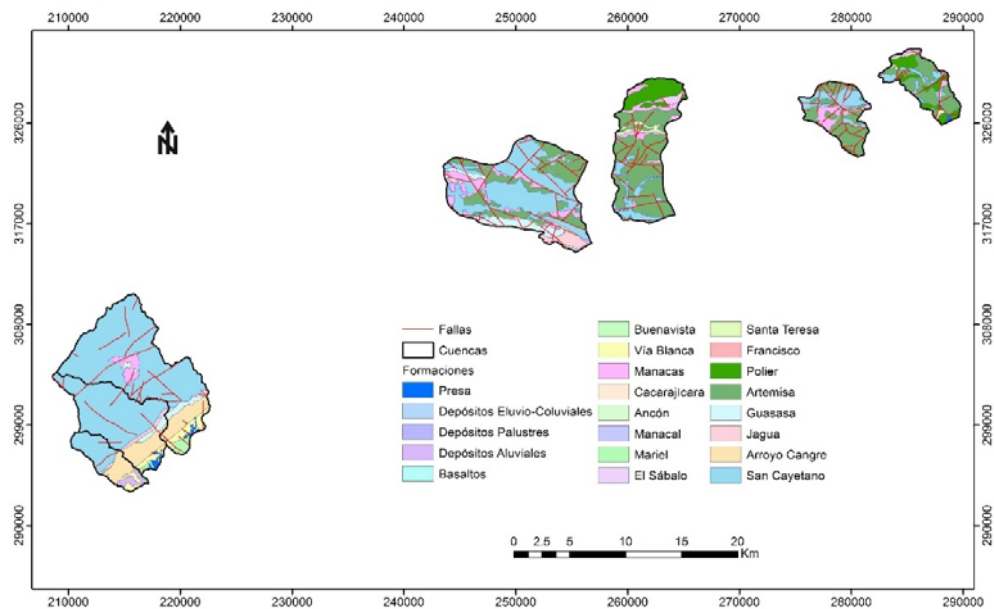 210000 220000 240000 250000 260000 270000 280000 290000
326000 326000
317000 317000
308000 308000
299000 299000
290000 290000
N
Fallas
Cuencas
Formaciones
Presa
Depósitos Eluvio-Coluviales
Depósitos Palustres
Depósitos Aluviales
Basaltos
Buenavista
Vía Blanca
Manacas
Cacarajícara
Ancón
Manacal
Mariel
El Sábalo
Santa Teresa
Francisco
Polier
Artemisa
Guasasa
Jagua
Arroyo Cangre
San Cayetano
0 2.5 5 10 15 20
Km
210000 220000 240000 250000 260000 270000 280000 290000